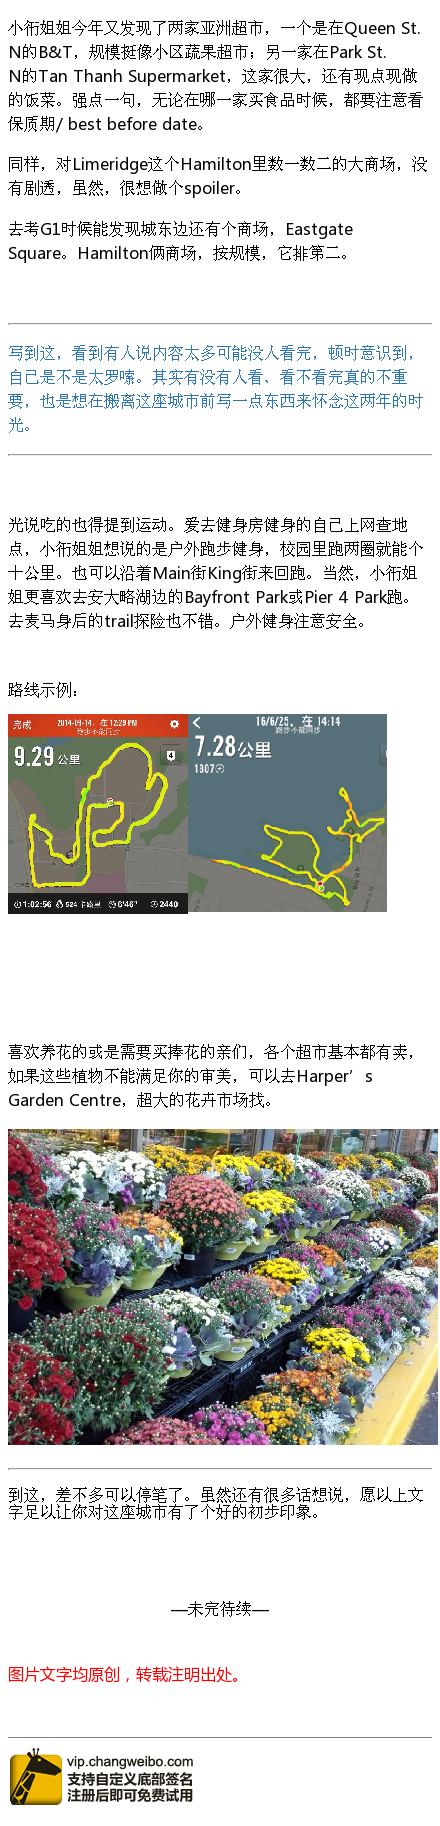 小衔姐姐今年又发现了两家亚洲超市，一个是在Queen St.
N的B&T，规模挺像小区蔬果超市；另一家在Park St.
N的Tan Thanh Supermarket，这家很大，还有现点现做
的饭菜。强点一句，无论在哪一家买食品时候，都要注意看
保质期/ best before date。
同样，对Limeridge这个Hamilton里数一数二的大商场，没
有剧透，虽然，很想做个spoiler。
去考G1时候能发现城东边还有个商场，Eastgate
Square。Hamilton俩商场，按规模，它排第二。
写到这，看到有人说内容太多可能没人看完，顿时意识到，
自己是不是太罗嗦。其实有没有人看、看不看完真的不重
要，也是想在搬离这座城市前写一点东西来怀念这两年的时
光。
光说吃的也得提到运动。爱去健身房健身的自己上网查地
点，小衔姐姐想说的是户外跑步健身，校园里跑两圈就能个
十公里。也可以沿着Main街King街来回跑。当然，小衔姐
姐更喜欢去安大略湖边的Bayfront Park或Pier 4 Park跑。
去麦马身后的trail探险也不错。户外健身注意安全。
路线示例：
完成
2014-09-14，在 12:29 PM
跑步不能同步
9.29公里
4
1:02:56 524 卡路里 6'46" 2440
16/6/25、在 14:14
跑步不能同步
7.28公里
1807
喜欢养花的或是需要买捧花的亲们，各个超市基本都有卖，
如果这些植物不能满足你的审美，可以去Harper’s
Garden Centre，超大的花卉市场找。
到这，差不多可以停笔了。虽然还有很多话想说，愿以上文
字足以让你对这座城市有了个好的初步印象。
—未完待续—
图片文字均原创，转载注明出处。
vip.changweibo.com
支持自定义底部签名
注册后即可免费试用